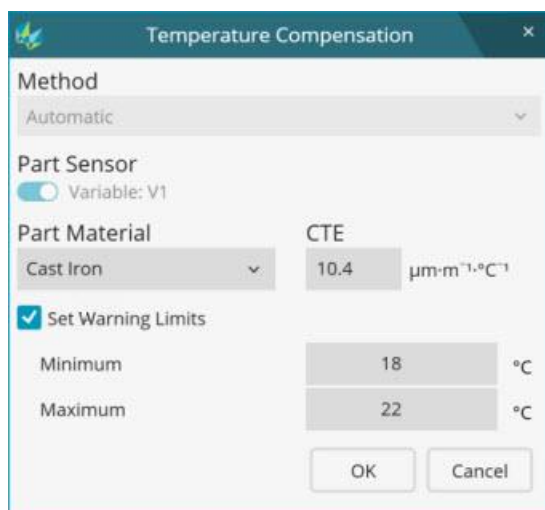 Temperature Compensation ×
Method
Automatic
Part Sensor
Variable: V1
Part Material CTE
Cast Iron 10.4 µm·m⁻¹·°C⁻¹
Set Warning Limits
Minimum 18 °C
Maximum 22 °C
OK Cancel